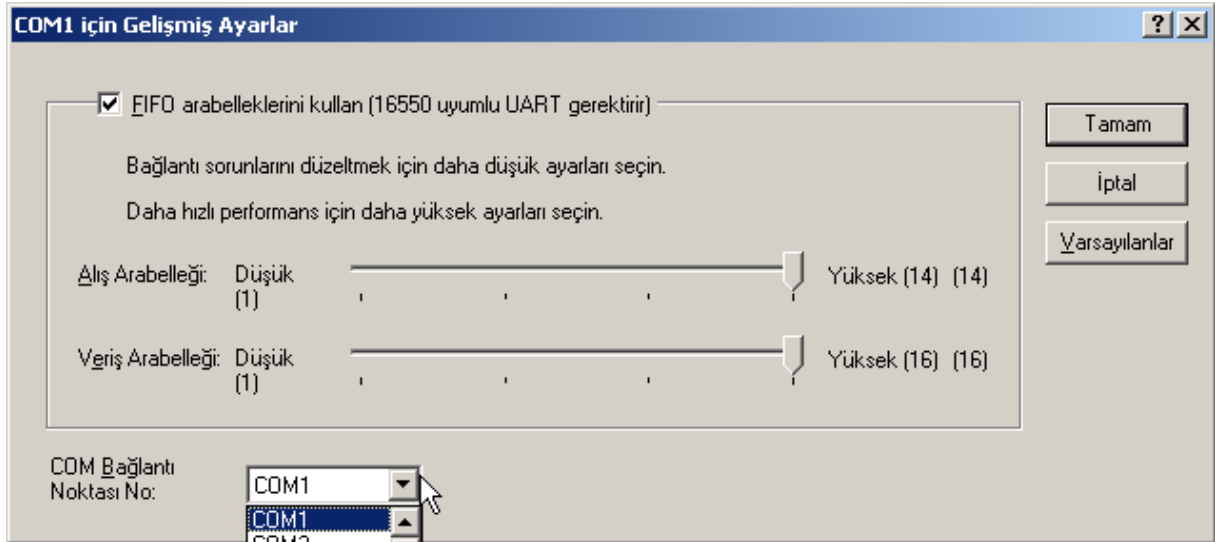 COM1 için Gelişmiş Ayarlar
FIFO arabelleklerini kullan (16550 uyumlu UART gerektirir)
Tamam
Bağlantı sorunlarını düzeltmek için daha düşük ayarları seçin.
İptal
Daha hızlı performans için daha yüksek ayarları seçin.
Varsayılanlar
Alış Arabelleği: Düşük Yüksek (14) (14)
(1)
Veriş Arabelleği: Düşük Yüksek (16) (16)
(1)
COM Bağlantı
Noktası No: COM1
COM1